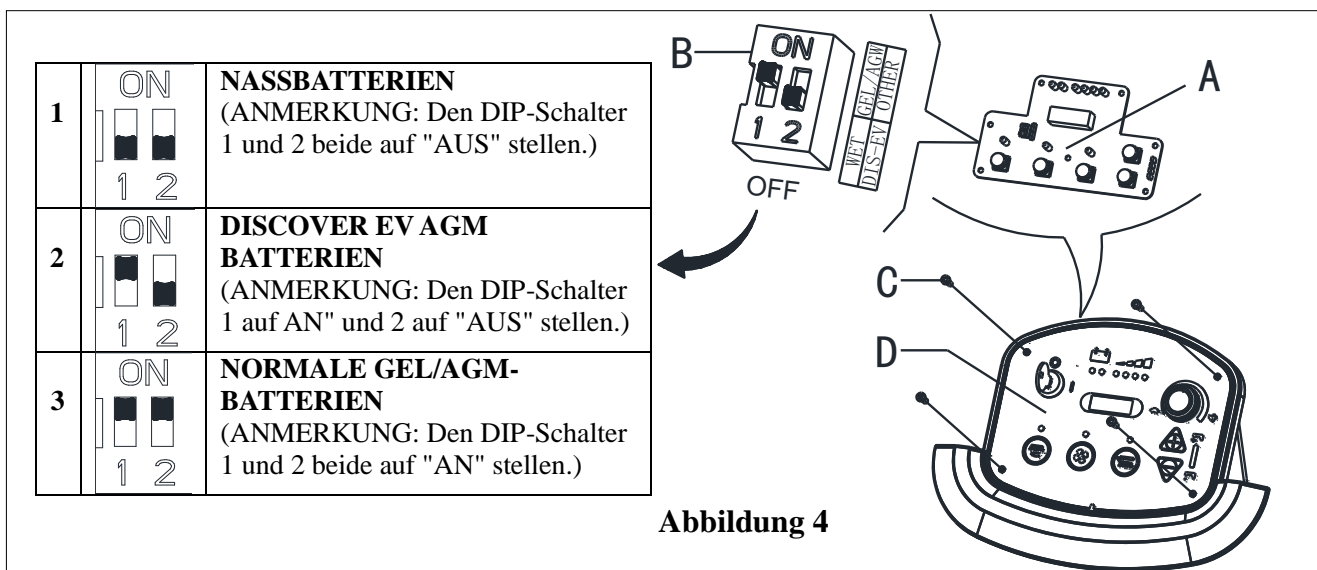 1
ON
1 2
NASSBATTERIEN
(ANMERKUNG: Den DIP-Schalter
1 und 2 beide auf "AUS" stellen.)
2
ON
1 2
DISCOVER EV AGM
BATTERIEN
(ANMERKUNG: Den DIP-Schalter
1 auf AN" und 2 auf "AUS" stellen.)
3
ON
1 2
NORMALE GEL/AGM-
BATTERIEN
(ANMERKUNG: Den DIP-Schalter
1 und 2 beide auf "AN" stellen.)
B
ON
1 2
OFF
WET GEL/AGW
DIS-EV OTHER
A
C
D
Abbildung 4